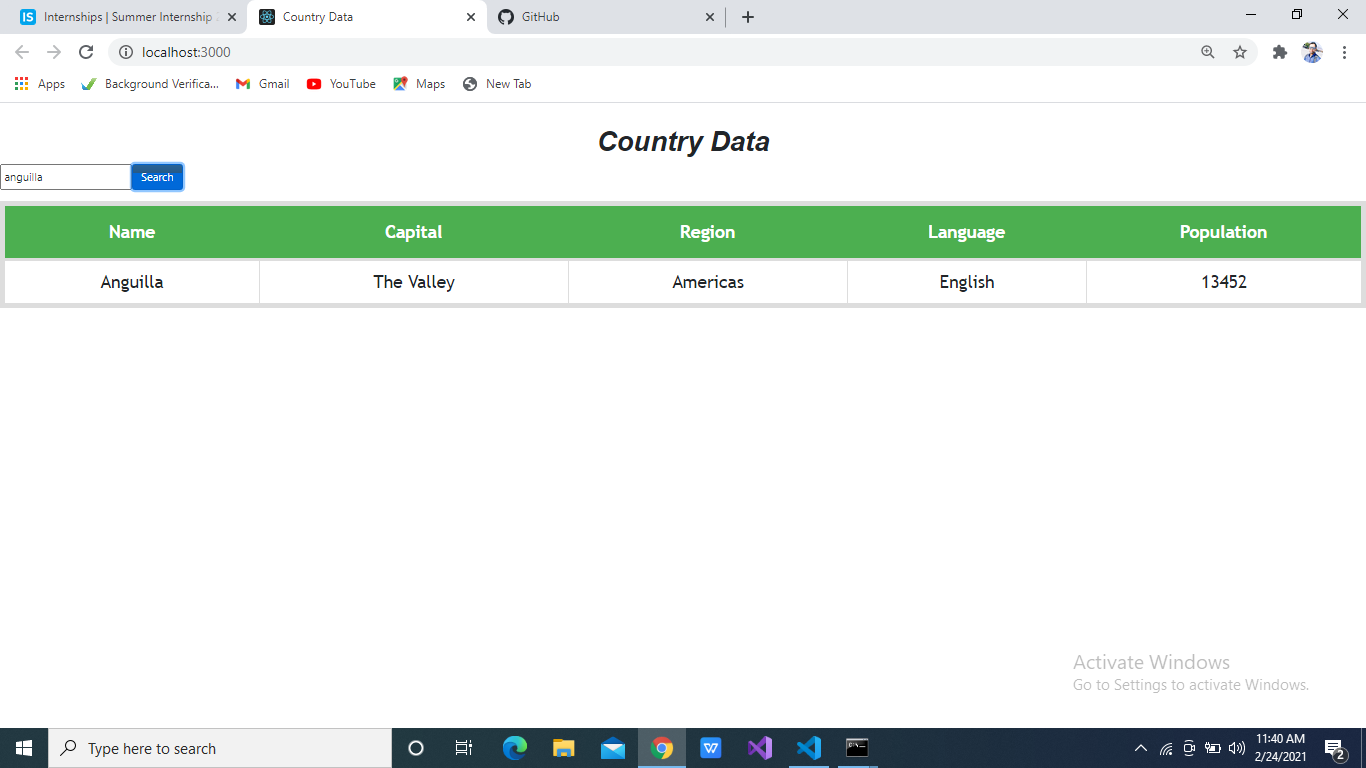 IS Internships | Summer Internship Country Data GitHub
localhost:3000
Apps Background Verifica... Gmail YouTube Maps New Tab
Country Data
anguilla Search
Name Capital Region Language Population
Anguilla The Valley Americas English 13452
Activate Windows
Go to Settings to activate Windows.
Type here to search
11:40 AM
2/24/2021
2